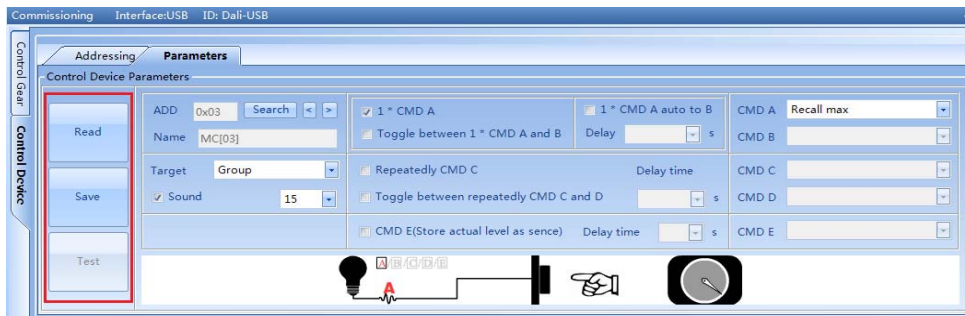 Commissioning Interface:USB ID: Dali-USB
Control Gear
Control Device
Addressing Parameters
Control Device Parameters
Read
Save
Test
ADD 0x03 Search < >
Name MC[03]
Target Group
Sound 15
1 * CMD A
Toggle between 1 * CMD A and B
1 * CMD A auto to B
Delay s
Repeatedly CMD C Delay time
Toggle between repeatedly CMD C and D s
CMD E(Store actual level as sence) Delay time s
CMD A Recall max
CMD B
CMD C
CMD D
CMD E
A/B/C/D/E
A